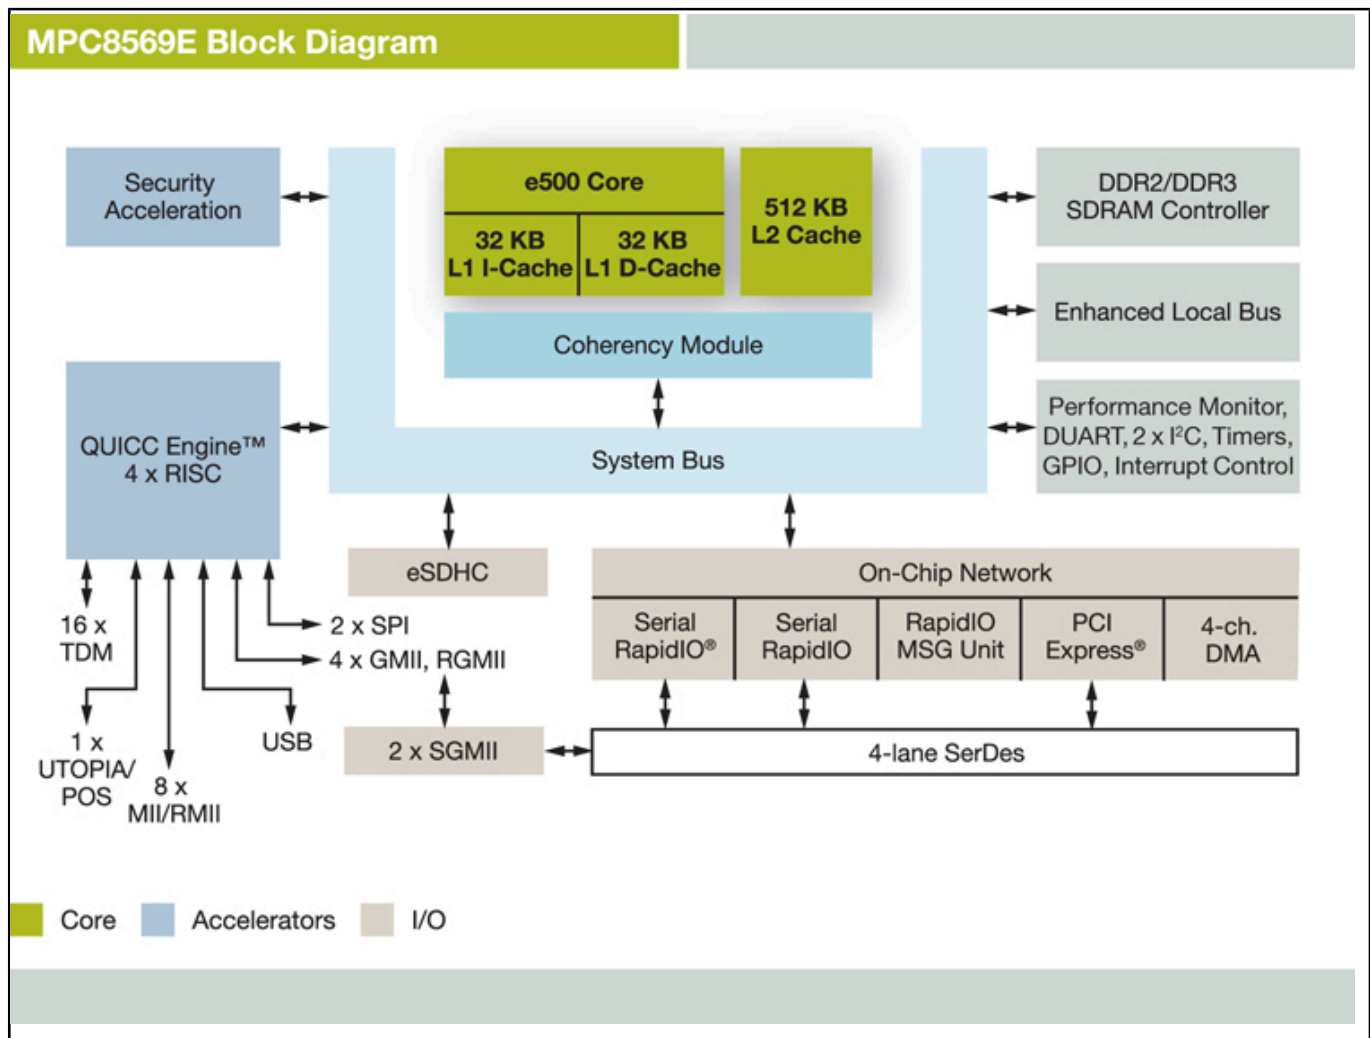 MPC8569E Block Diagram
Security
Acceleration
e500 Core
32 KB
L1 I-Cache
32 KB
L1 D-Cache
512 KB
L2 Cache
Coherency Module
System Bus
DDR2/DDR3
SDRAM Controller
Enhanced Local Bus
Performance Monitor,
DUART, 2 x I²C, Timers,
GPIO, Interrupt Control
QUICC Engine™
4 x RISC
eSDHC
On-Chip Network
Serial
RapidIO®
Serial
RapidIO
RapidIO
MSG Unit
PCI
Express®
4-ch.
DMA
16 x
TDM
2 x SPI
4 x GMII, RGMII
1 x
UTOPIA/
POS
8 x
MII/RMII
USB
2 x SGMII
4-lane SerDes
Core
Accelerators
I/O